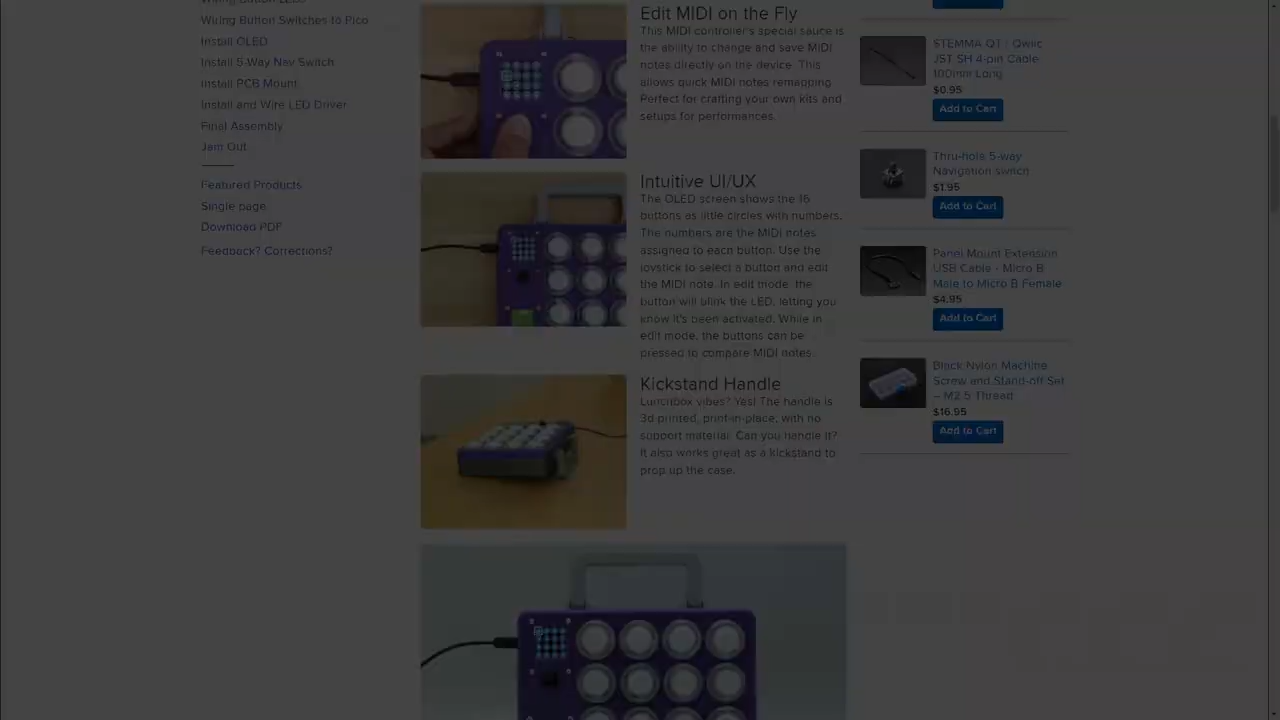 Wiring Button Switches to Pico
Install OLED
Install 5-Way Nav Switch
Install PCB Mount
Install and Wire LED Driver
Final Assembly
Jam Out
Featured Products
Single page
Download PDF
Feedback? Corrections?
Edit MIDI on the Fly
This MIDI controller's special sauce is
the ability to change and save MIDI
notes directly on the device. This
allows quick MIDI notes remapping.
Perfect for crafting your own kits and
setups for performances.
Intuitive UI/UX
The OLED screen shows the 16
buttons as little circles with numbers.
The numbers are the MIDI notes
assigned to each button. Use the
joystick to select a button and edit
the MIDI note. In edit mode, the
button will blink the LED, letting you
know it's been activated. While in
edit mode, the buttons can be
pressed to compare MIDI notes.
Kickstand Handle
Lunchbox vibes? Yes! The handle is
3d printed, print-in-place, with no
support material. Can you handle it?
It also works great as a kickstand to
prop up the case.
STEMMA QT / Qwiic
JST SH 4-pin Cable
100mm Long
$0.95
Add to Cart
Thru-hole 5-way
Navigation switch
$1.95
Add to Cart
Panel Mount Extension
USB Cable - Micro B
Male to Micro B Female
$4.95
Add to Cart
Black Nylon Machine
Screw and Stand-off Set
– M2.5 Thread
$16.95
Add to Cart